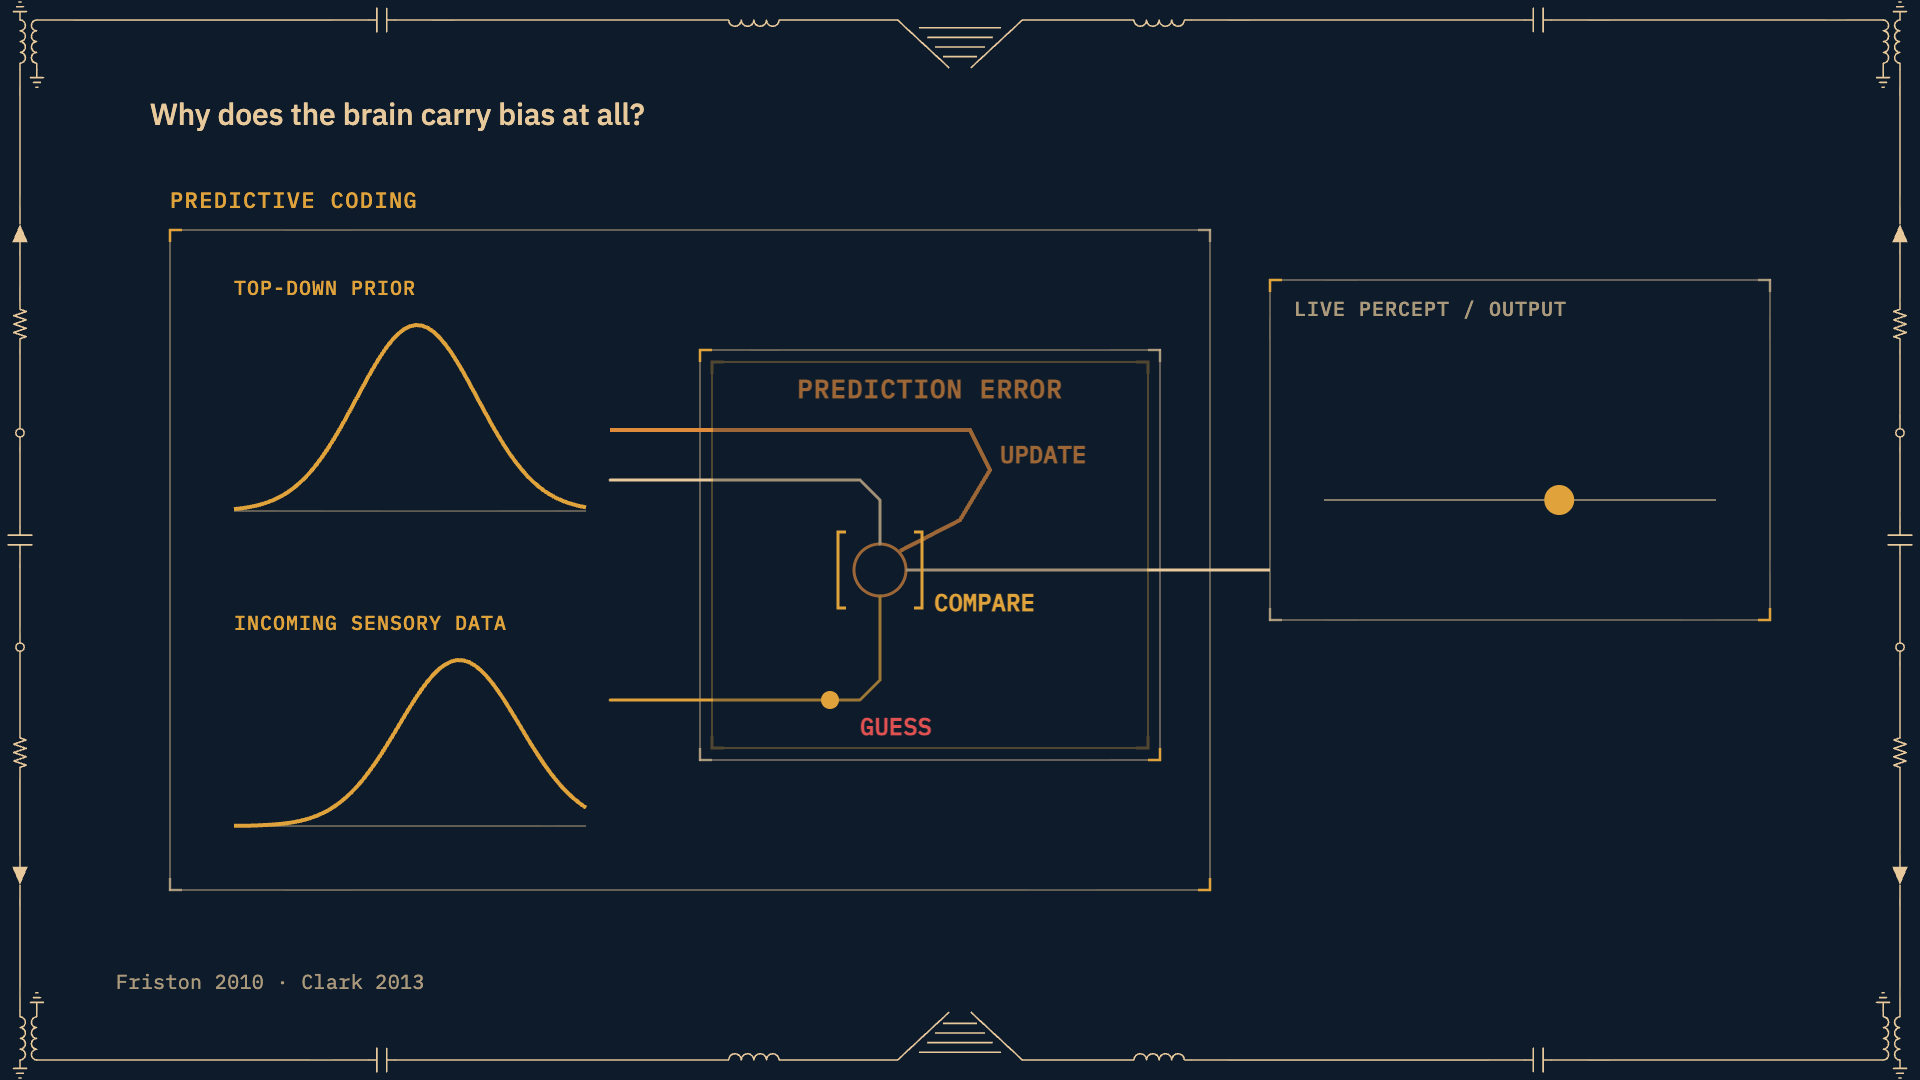 Why does the brain carry bias at all?
PREDICTIVE CODING
TOP-DOWN PRIOR
LIVE PERCEPT / OUTPUT
PREDICTION ERROR
UPDATE
COMPARE
INCOMING SENSORY DATA
GUESS
Friston 2010 · Clark 2013